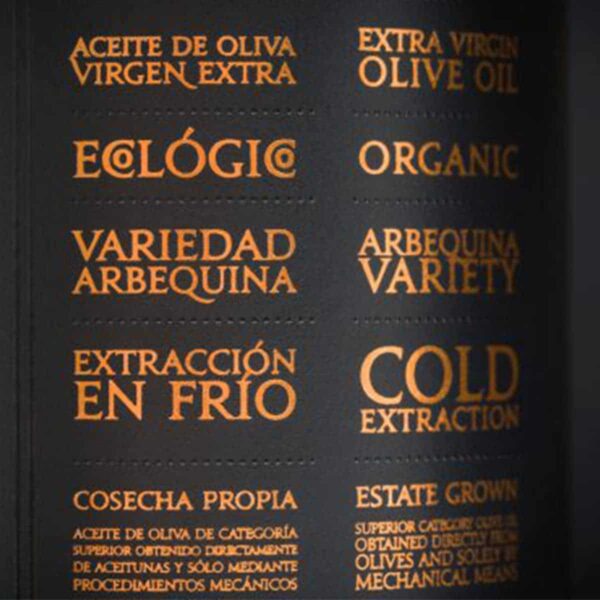 ACEITE DE OLIVA
VIRGEN EXTRA
ECOLÓGICO
VARIEDAD
ARBEQUINA
EXTRACCIÓN
EN FRÍO
COSECHA PROPIA
ACEITE DE OLIVA DE CATEGORÍA
SUPERIOR OBTENIDO DIRECTAMENTE
DE ACEITUNAS Y SÓLO MEDIANTE
PROCEDIMIENTOS MECÁNICOS
EXTRA VIRGIN
OLIVE OIL
ORGANIC
ARBEQUINA
VARIETY
COLD
EXTRACTION
ESTATE GROWN
SUPERIOR CATEGORY OLIVE OIL
OBTAINED DIRECTLY FROM
OLIVES AND SOLELY BY
MECHANICAL MEANS